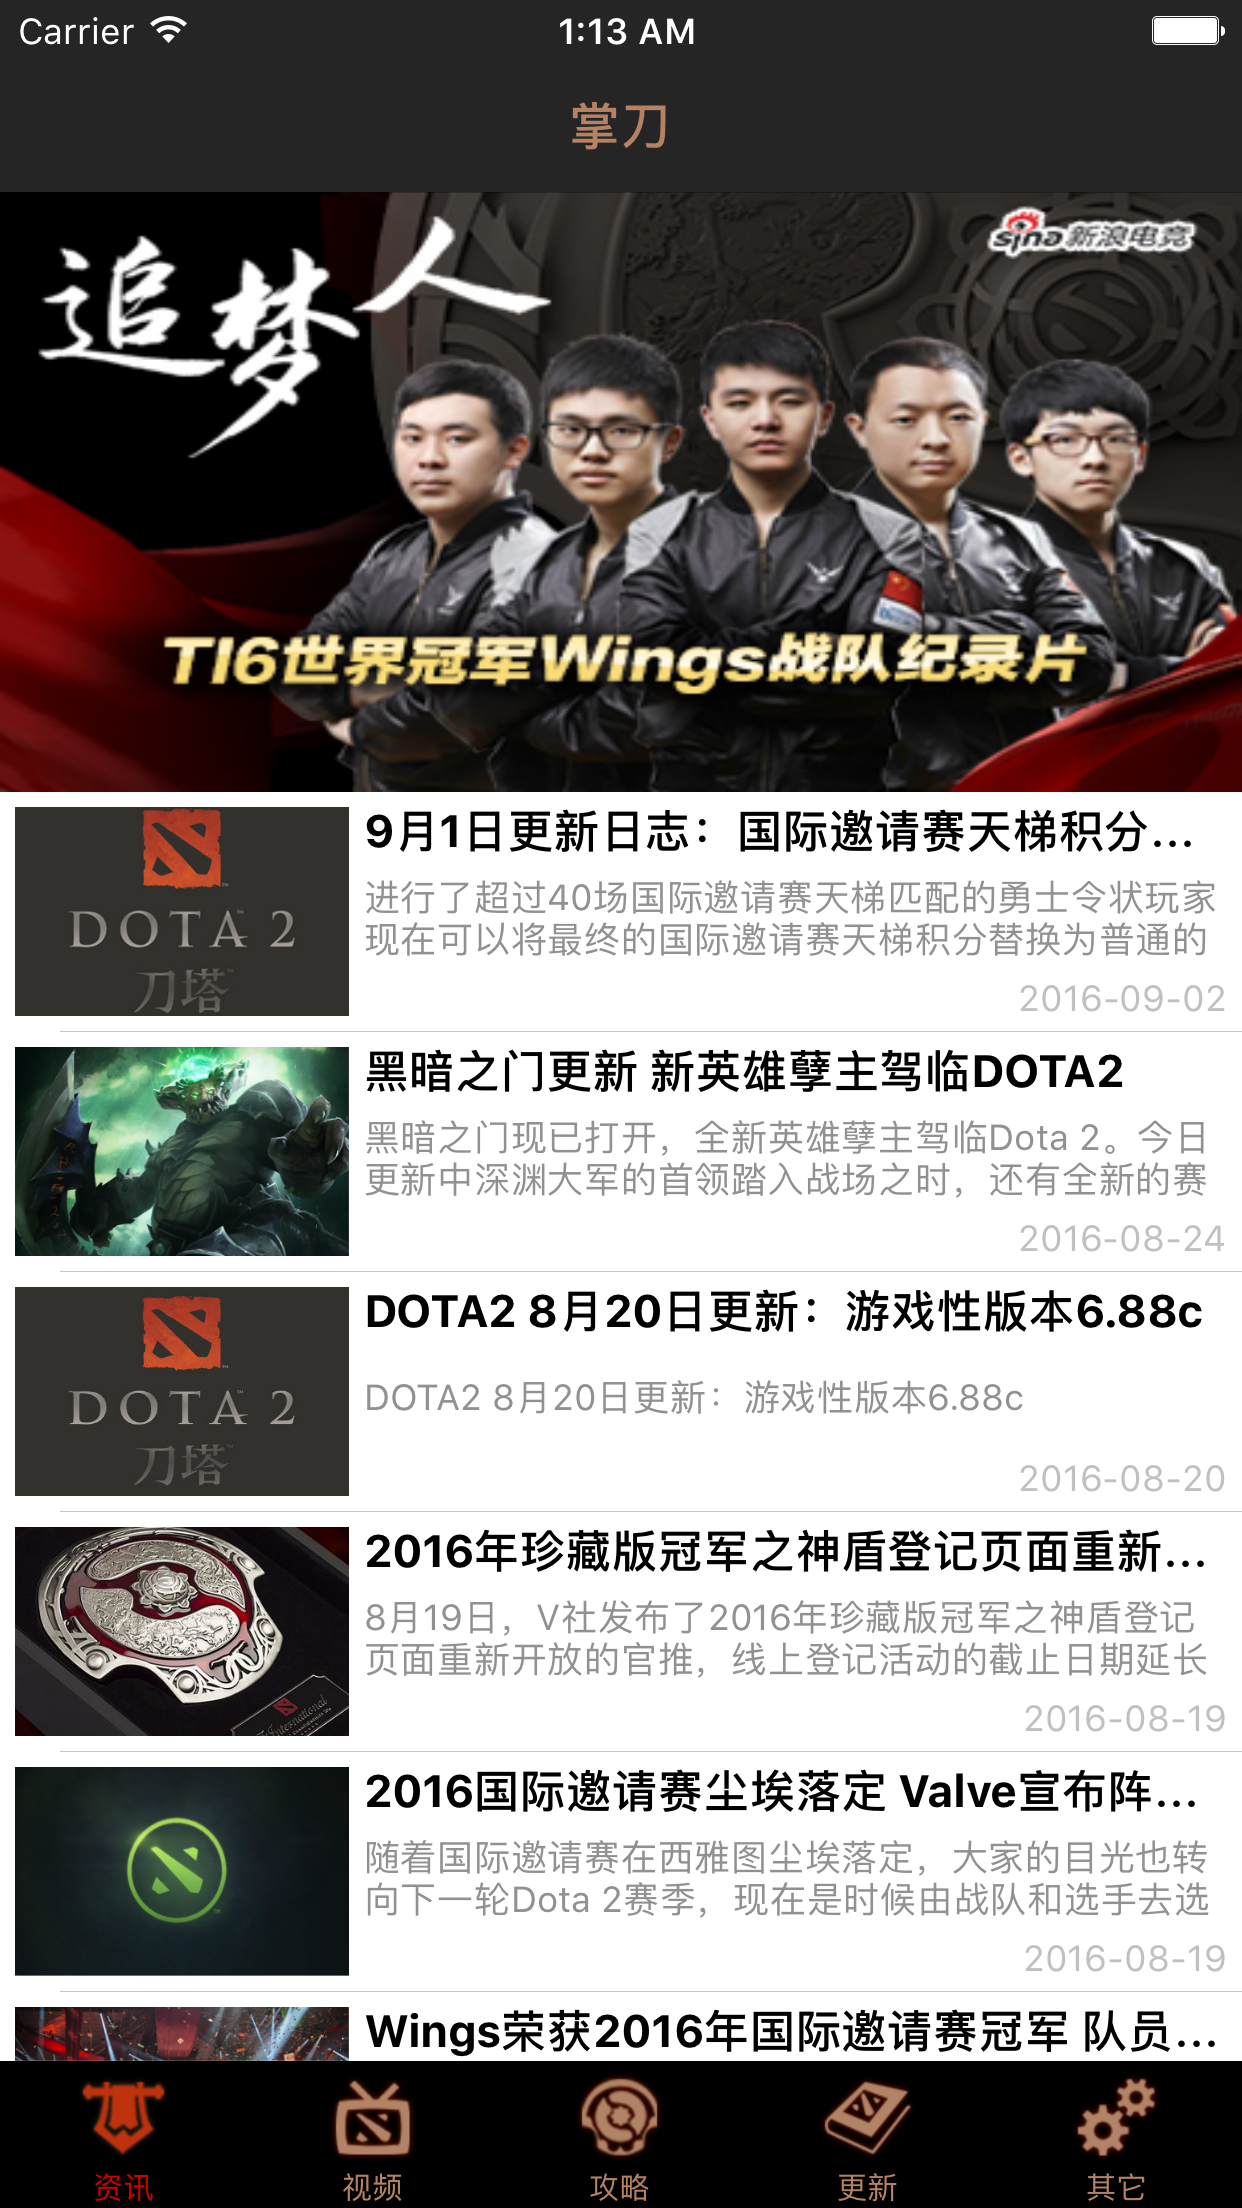 Carrier
1:13 AM
掌刀
追梦人
sina新浪电竞
TI6世界冠军Wings战队纪录片
DOTA 2
刀塔
9月1日更新日志：国际邀请赛天梯积分...
进行了超过40场国际邀请赛天梯匹配的勇士令状玩家
现在可以将最终的国际邀请赛天梯积分替换为普通的
2016-09-02
黑暗之门更新 新英雄孽主驾临DOTA2
黑暗之门现已打开，全新英雄孽主驾临Dota 2。今日
更新中深渊大军的首领踏入战场之时，还有全新的赛
2016-08-24
DOTA 2
刀塔
DOTA2 8月20日更新：游戏性版本6.88c
DOTA2 8月20日更新：游戏性版本6.88c
2016-08-20
International
2016年珍藏版冠军之神盾登记页面重新...
8月19日，V社发布了2016年珍藏版冠军之神盾登记
页面重新开放的官推，线上登记活动的截止日期延长
2016-08-19
2016国际邀请赛尘埃落定 Valve宣布阵...
随着国际邀请赛在西雅图尘埃落定，大家的目光也转
向下一轮Dota 2赛季，现在是时候由战队和选手去选
2016-08-19
Wings荣获2016年国际邀请赛冠军 队员...
资讯
视频
攻略
更新
其它